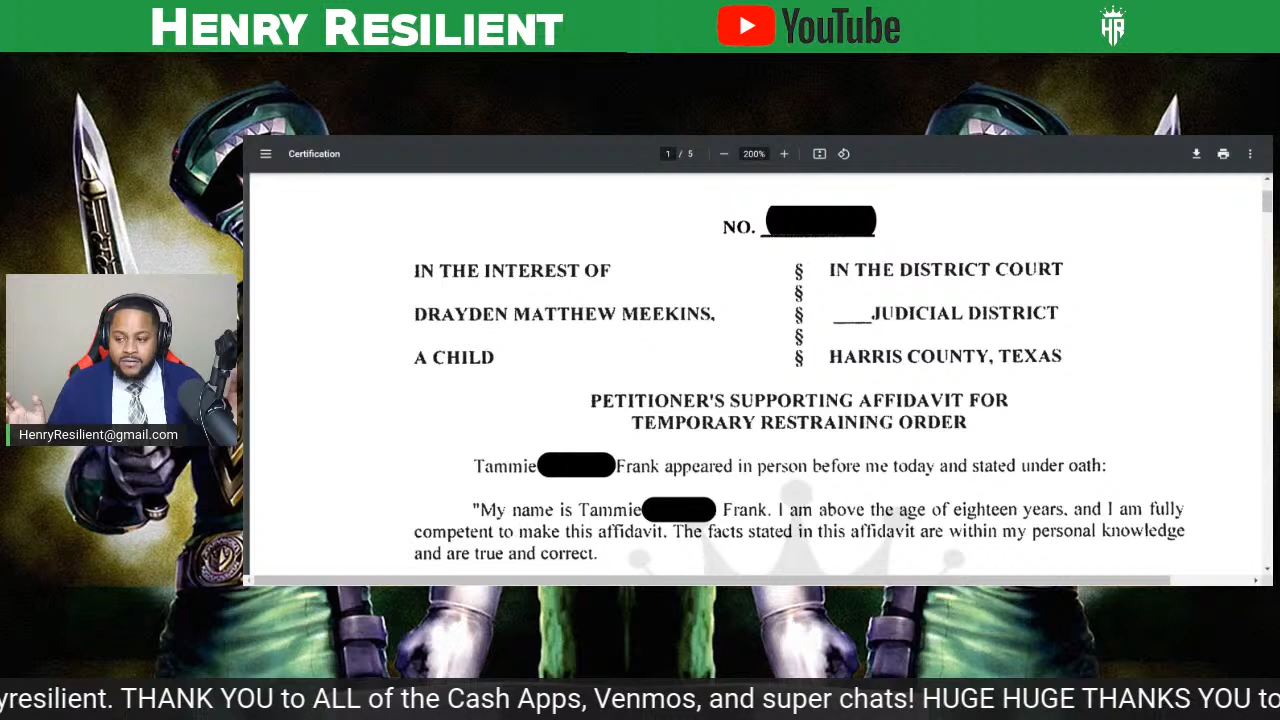 HENRY RESILIENT
YouTube
HR
Certification
1 / 5
200%
NO.
IN THE INTEREST OF § IN THE DISTRICT COURT
§
DRAYDEN MATTHEW MEEKINS, § ____JUDICIAL DISTRICT
§
A CHILD § HARRIS COUNTY, TEXAS
PETITIONER'S SUPPORTING AFFIDAVIT FOR
TEMPORARY RESTRAINING ORDER
Tammie Frank appeared in person before me today and stated under oath:
"My name is Tammie Frank. I am above the age of eighteen years, and I am fully
competent to make this affidavit. The facts stated in this affidavit are within my personal knowledge
and are true and correct.
HenryResilient@gmail.com
yresilient. THANK YOU to ALL of the Cash Apps, Venmos, and super chats! HUGE HUGE THANKS YOU to